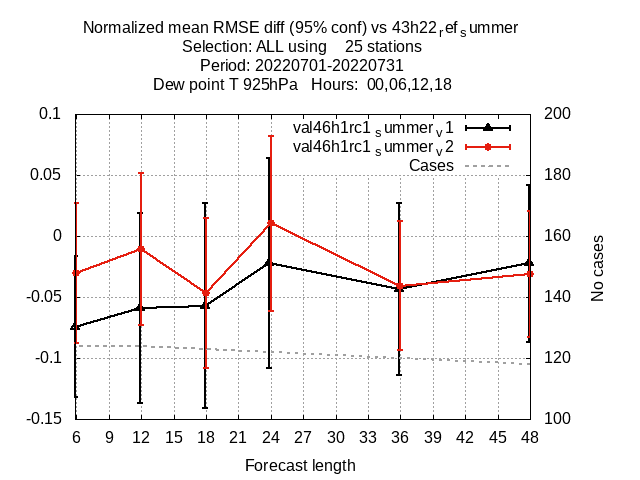 Normalized mean RMSE diff (95% conf) vs 43h22refsummer
Selection: ALL using 25 stations
Period: 20220701-20220731
Dew point T 925hPa Hours: 00,06,12,18
val46h1rc1summerv1
val46h1rc1summerv2
Cases
0.1
0.05
0
-0.05
-0.1
-0.15
200
180
160
140
120
100
No cases
6 9 12 15 18 21 24 27 30 33 36 39 42 45 48
Forecast length